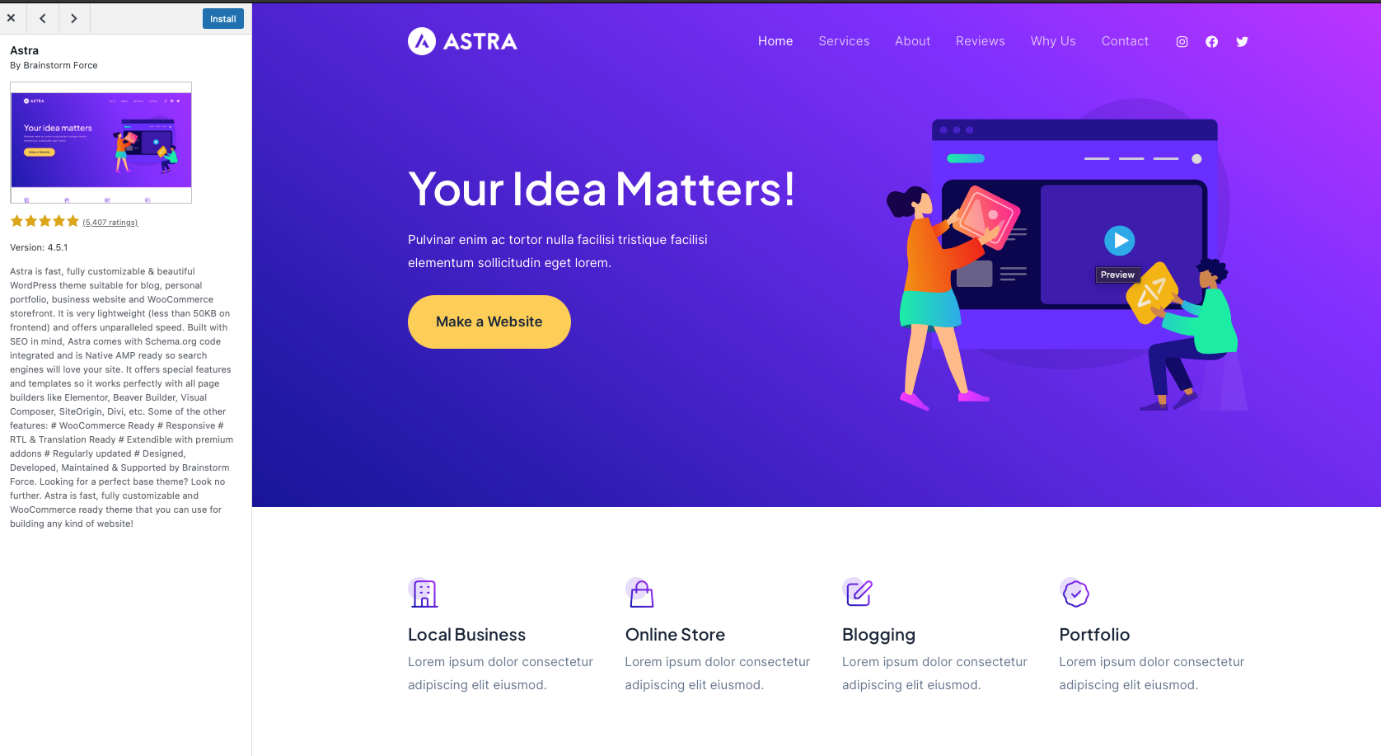 Install
Astra
By Brainstorm Force
ASTRA
Your idea matters
Make a Website
(5,407 ratings)
Version: 4.5.1
Astra is fast, fully customizable & beautiful
WordPress theme suitable for blog, personal
portfolio, business website and WooCommerce
storefront. It is very lightweight (less than 50KB on
frontend) and offers unparalleled speed. Built with
SEO in mind, Astra comes with Schema.org code
integrated and is Native AMP ready so search
engines will love your site. It offers special features
and templates so it works perfectly with all page
builders like Elementor, Beaver Builder, Visual
Composer, SiteOrigin, Divi, etc. Some of the other
features: # WooCommerce Ready # Responsive #
RTL & Translation Ready # Extendible with premium
addons # Regularly updated # Designed,
Developed, Maintained & Supported by Brainstorm
Force. Looking for a perfect base theme? Look no
further. Astra is fast, fully customizable and
WooCommerce ready theme that you can use for
building any kind of website!
ASTRA
Home Services About Reviews Why Us Contact
Your Idea Matters!
Pulvinar enim ac tortor nulla facilisi tristique facilisi
elementum sollicitudin eget lorem.
Make a Website
Preview
</>
Local Business
Lorem ipsum dolor consectetur
adipiscing elit eiusmod.
Online Store
Lorem ipsum dolor consectetur
adipiscing elit eiusmod.
Blogging
Lorem ipsum dolor consectetur
adipiscing elit eiusmod.
Portfolio
Lorem ipsum dolor consectetur
adipiscing elit eiusmod.